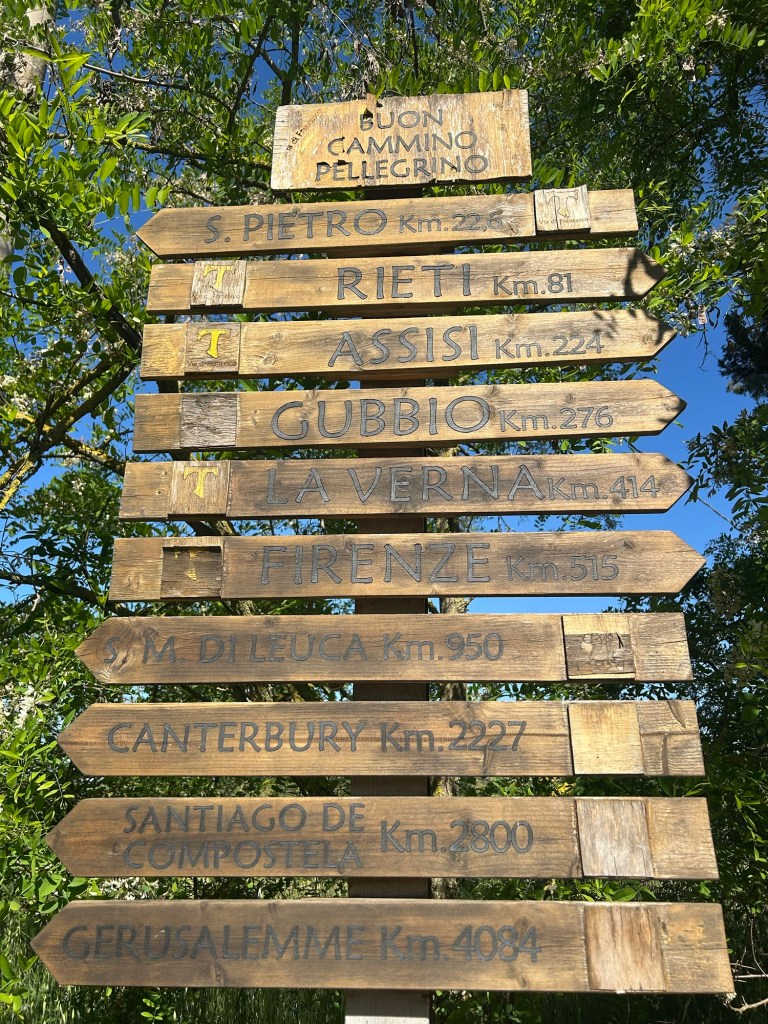 BUON
CAMMINO
PELLEGRINO
S. PIETRO Km.22,6
RIETI Km.81
ASSISI Km.224
GUBBIO Km.276
LA VERNA Km.414
FIRENZE Km.515
S. M. DI LEUCA Km.950
CANTERBURY Km.2227
SANTIAGO DE
COMPOSTELA Km.2800
GERUSALEMME Km.4084